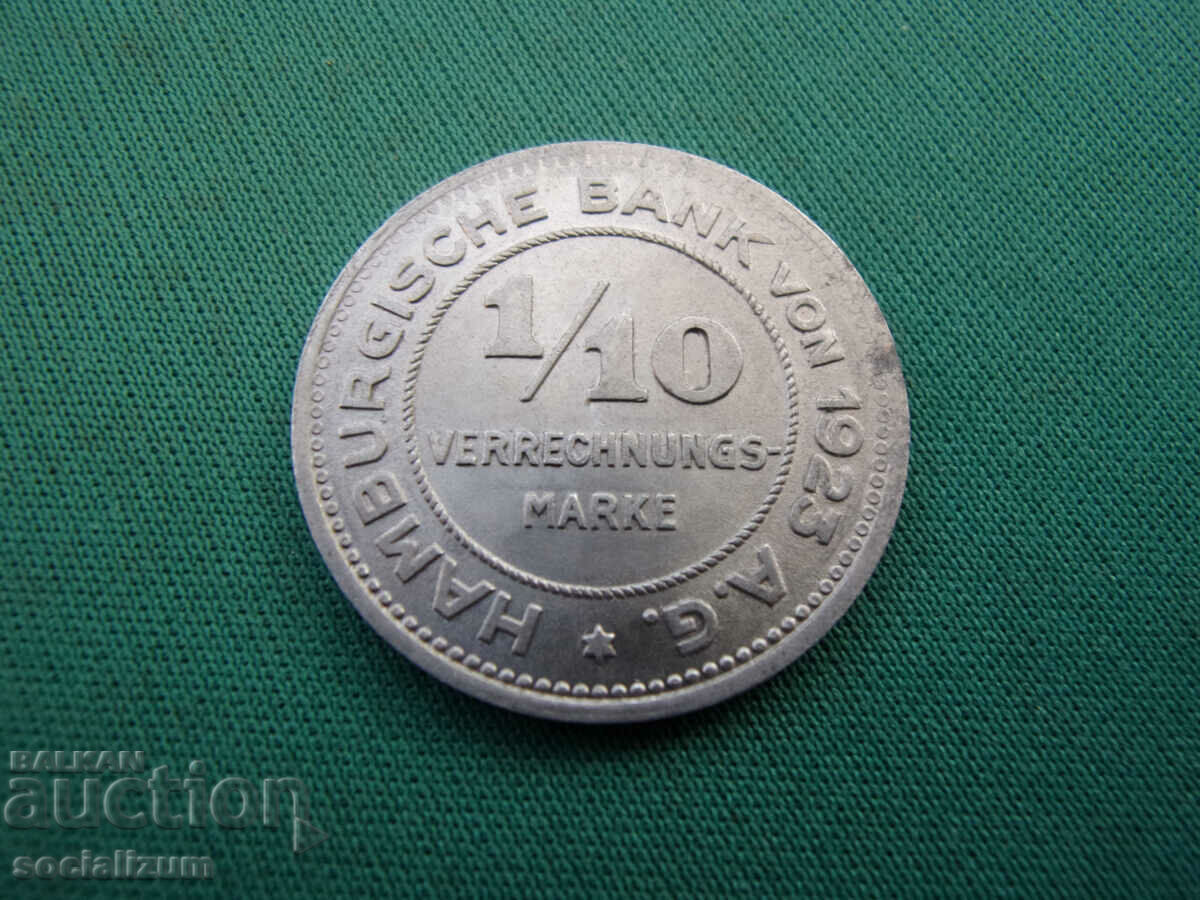 HAMBURGISCHE BANK VON 1923 A.G.
1/10
VERRECHNUNGS-
MARKE
BALKAN
auction
socializum